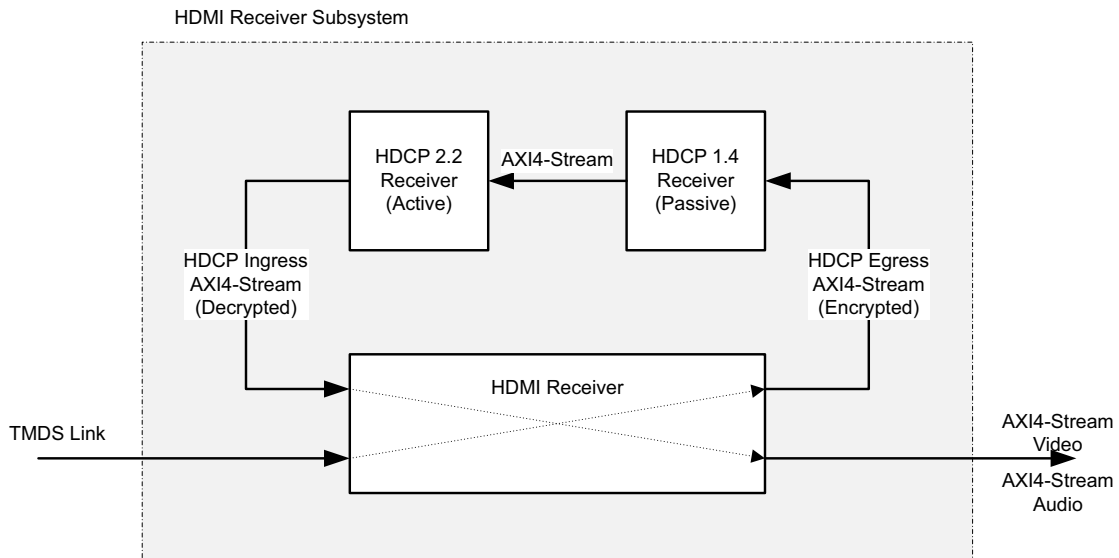 HDMI Receiver Subsystem
HDCP 2.2
Receiver
(Active)
AXI4-Stream
HDCP 1.4
Receiver
(Passive)
HDCP Ingress
AXI4-Stream
(Decrypted)
HDCP Egress
AXI4-Stream
(Encrypted)
HDMI Receiver
TMDS Link
AXI4-Stream
Video
AXI4-Stream
Audio